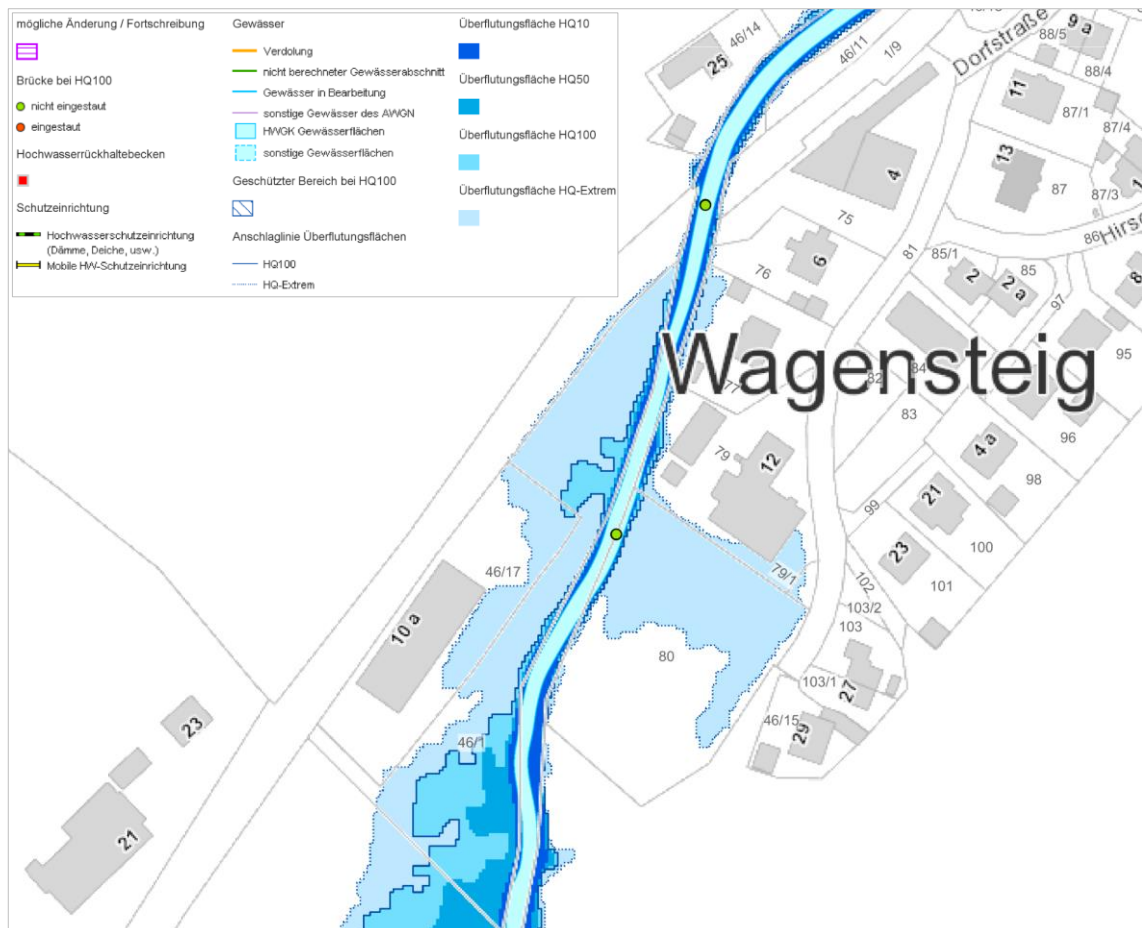 mögliche Änderung / Fortschreibung
Brücke bei HQ100
nicht eingestaut
eingestaut
Hochwasserrückhaltebecken
Schutzeinrichtung
Hochwasserschutzeinrichtung
(Dämme, Deiche, usw.)
Mobile HW-Schutzeinrichtung
Gewässer
Verdolung
nicht berechneter Gewässerabschnitt
Gewässer in Bearbeitung
sonstige Gewässer des AWGN
HWGK Gewässerflächen
sonstige Gewässerflächen
Geschützter Bereich bei HQ100
Anschlaglinie Überflutungsflächen
HQ100
HQ-Extrem
Überflutungsfläche HQ10
Überflutungsfläche HQ50
Überflutungsfläche HQ100
Überflutungsfläche HQ-Extrem
46/14
25
46/11
1/9
Dorfstraße
9 a
88/5
88/4
11
87/1
87/4
13
87
87/3
4
75
86
Hirsc
81
6
76
85/1
85
2
2 a
97
8
Wagensteig
77
82
84
83
95
96
79
12
4 a
98
99
21
100
23
101
79/1
102
103/2
103
46/17
10 a
80
103/1
27
46/15
29
46/1
23
21